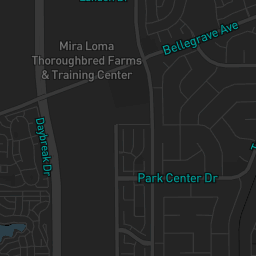 Mira Loma
Thoroughbred Farms
& Training Center
Bellegrave Ave
Daybreak Dr
Park Center Dr